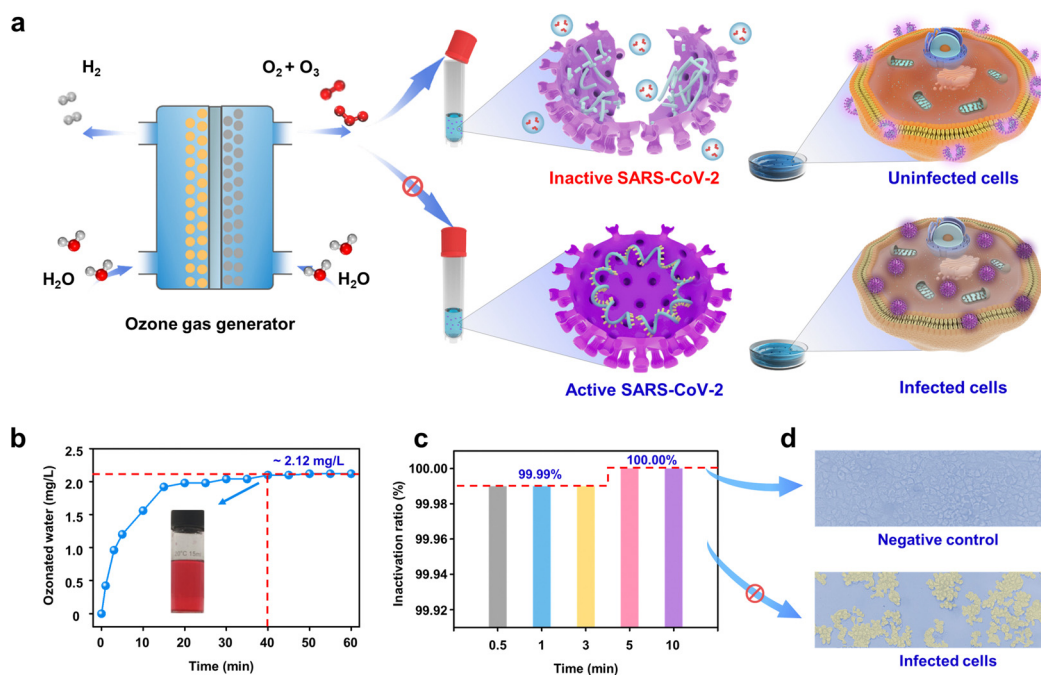 a
H₂
O₂ + O₃
H₂O
H₂O
Ozone gas generator
Inactive SARS-CoV-2
Uninfected cells
Active SARS-CoV-2
Infected cells
b
Ozonated water (mg/L)
2.5
2.0
1.5
1.0
0.5
0
~ 2.12 mg/L
0 10 20 30 40 50 60
Time (min)
c
Inactivation ratio (%)
100.00
99.98
99.96
99.94
99.92
99.99%
100.00%
0.5 1 3 5 10
Time (min)
d
Negative control
Infected cells